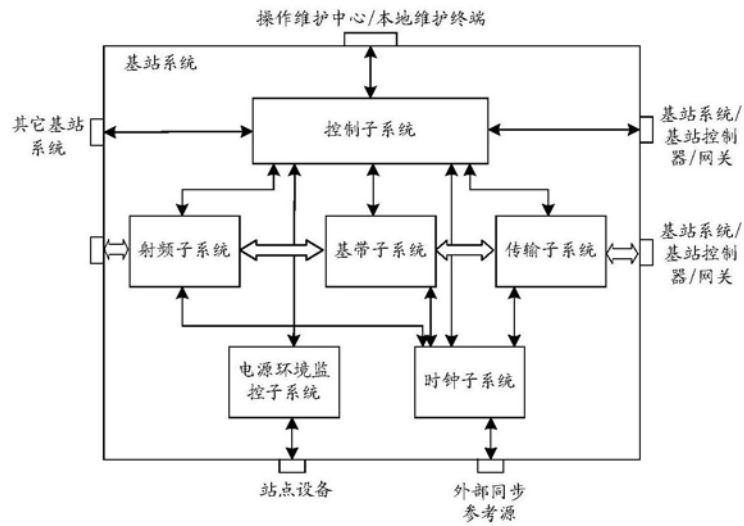 操作维护中心/本地维护终端
基站系统
其它基站
系统
控制子系统
基站系统/
基站控制
器/网关
射频子系统
基带子系统
传输子系统
基站系统/
基站控制
器/网关
电源环境监
控子系统
时钟子系统
站点设备
外部同步
参考源